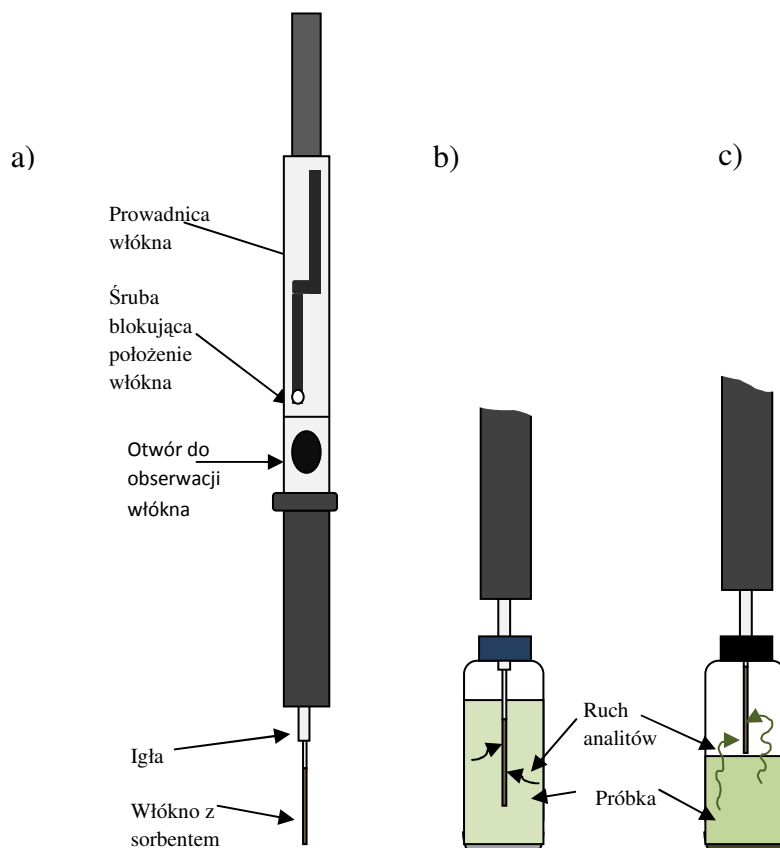 a)
b)
c)
Prowadnica
włókna
Śruba
blokująca
położenie
włókna
Otwór do
obserwacji
włókna
Igła
Włókno z
sorbentem
Ruch
analitów
Próbka